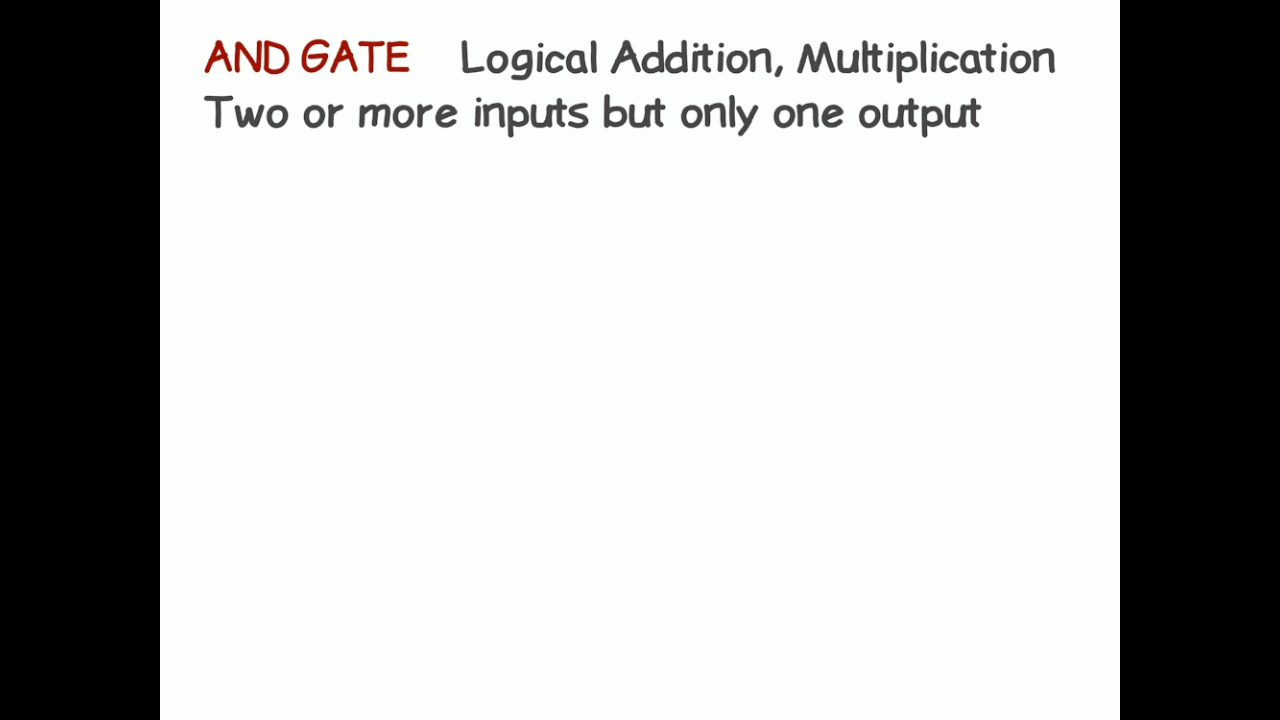 AND GATE Logical Addition, Multiplication
Two or more inputs but only one output